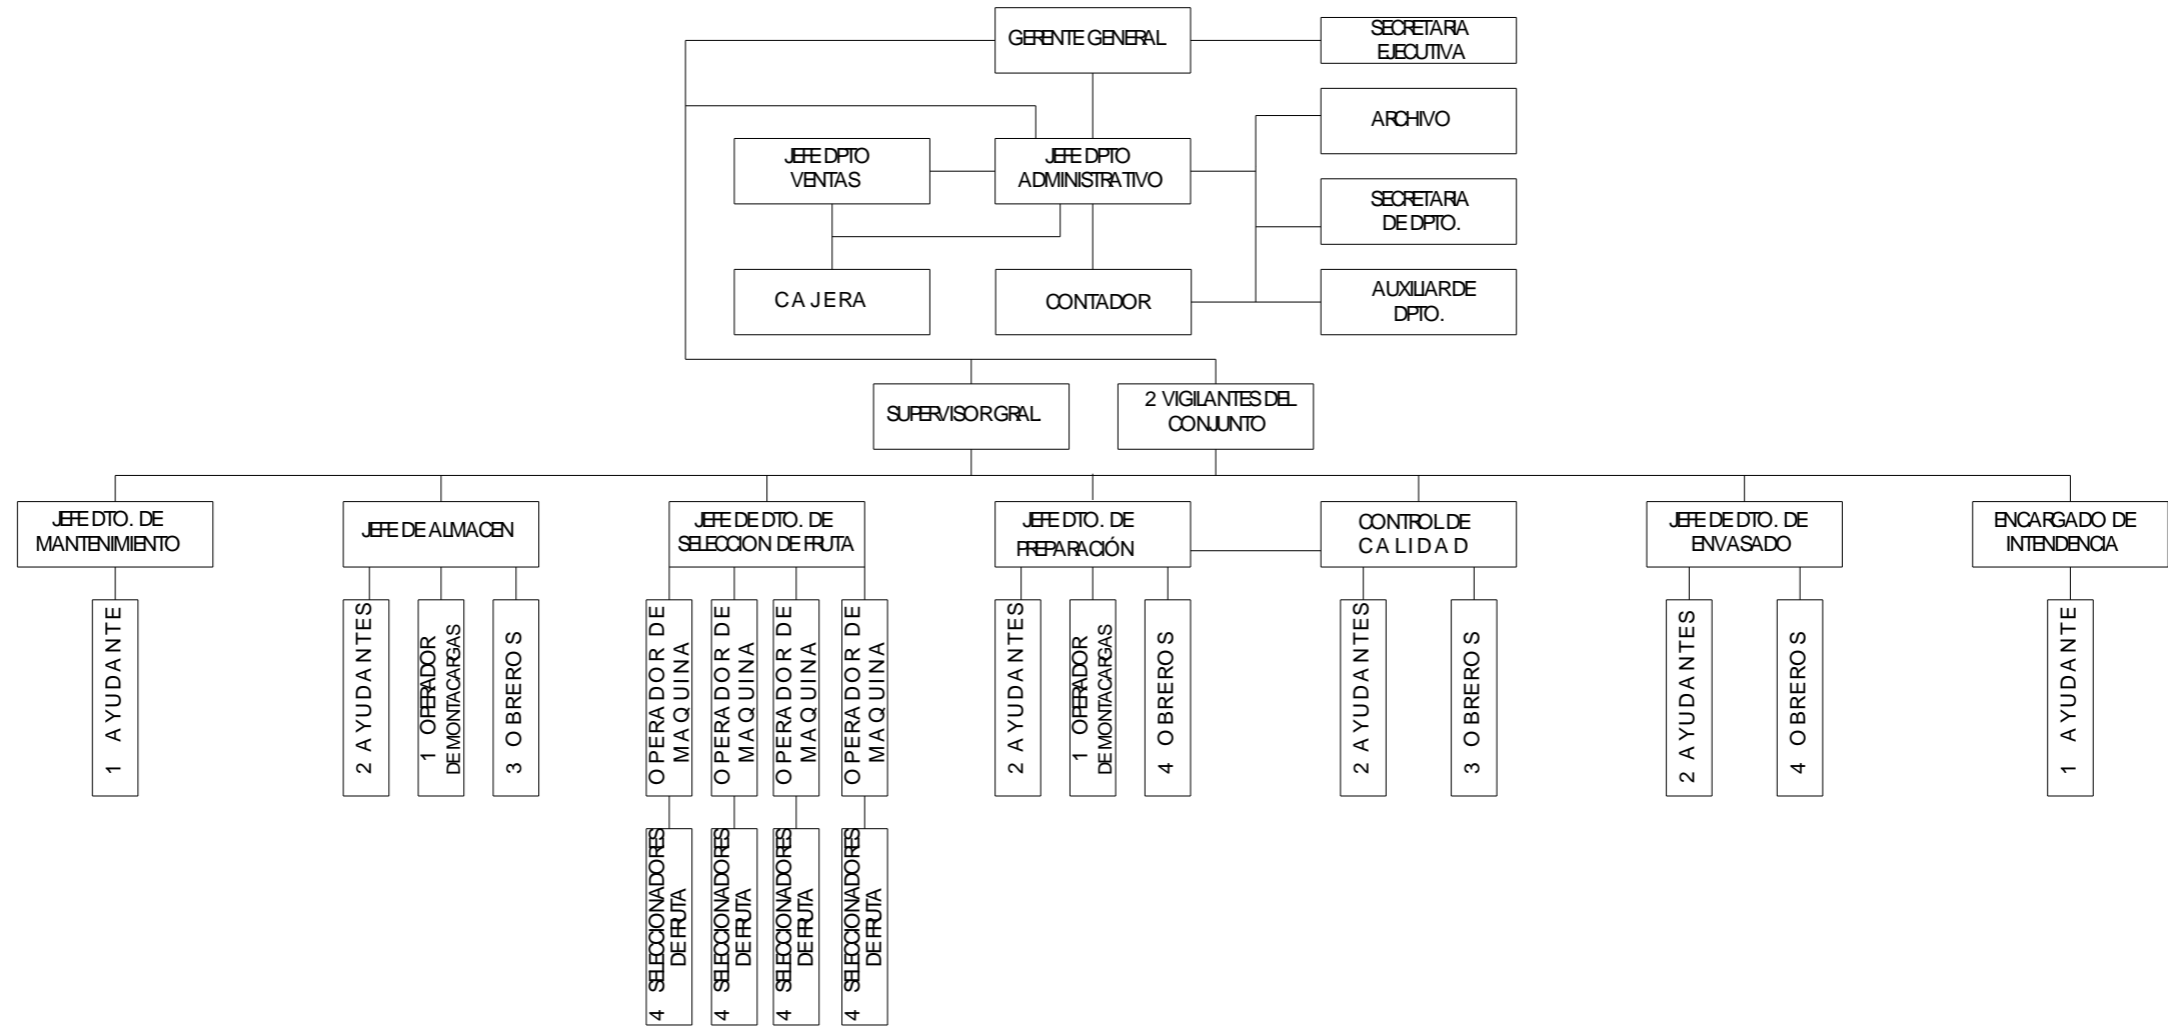 GERENTE GENERAL
SECRETARIA
EJECUTIVA
ARCHIVO
JEFE DPTO
VENTAS
JEFE DPTO
ADMINISTRATIVO
SECRETARIA
DE DPTO.
CAJERA
CONTADOR
AUXILIAR DE
DPTO.
SUPERVISOR GRAL
2 VIGILANTES DEL
CONJUNTO
JEFE DTO. DE
MANTENIMIENTO
JEFE DE ALMACEN
JEFE DE DTO. DE
SELECCION DE FRUTA
JEFE DTO. DE
PREPARACIÓN
CONTROL DE
CALIDAD
JEFE DE DTO. DE
ENVASADO
ENCARGADO DE
INTENDENCIA
1 AYUDANTE
2 AYUDANTES
1 OPERADOR
DE MONTACARGAS
3 OBREROS
OPERADOR DE
MAQUINA
OPERADOR DE
MAQUINA
OPERADOR DE
MAQUINA
OPERADOR DE
MAQUINA
2 AYUDANTES
1 OPERADOR
DE MONTACARGAS
4 OBREROS
2 AYUDANTES
3 OBREROS
2 AYUDANTES
4 OBREROS
1 AYUDANTE
4 SELECCIONADORES
DE FRUTA
4 SELECCIONADORES
DE FRUTA
4 SELECCIONADORES
DE FRUTA
4 SELECCIONADORES
DE FRUTA